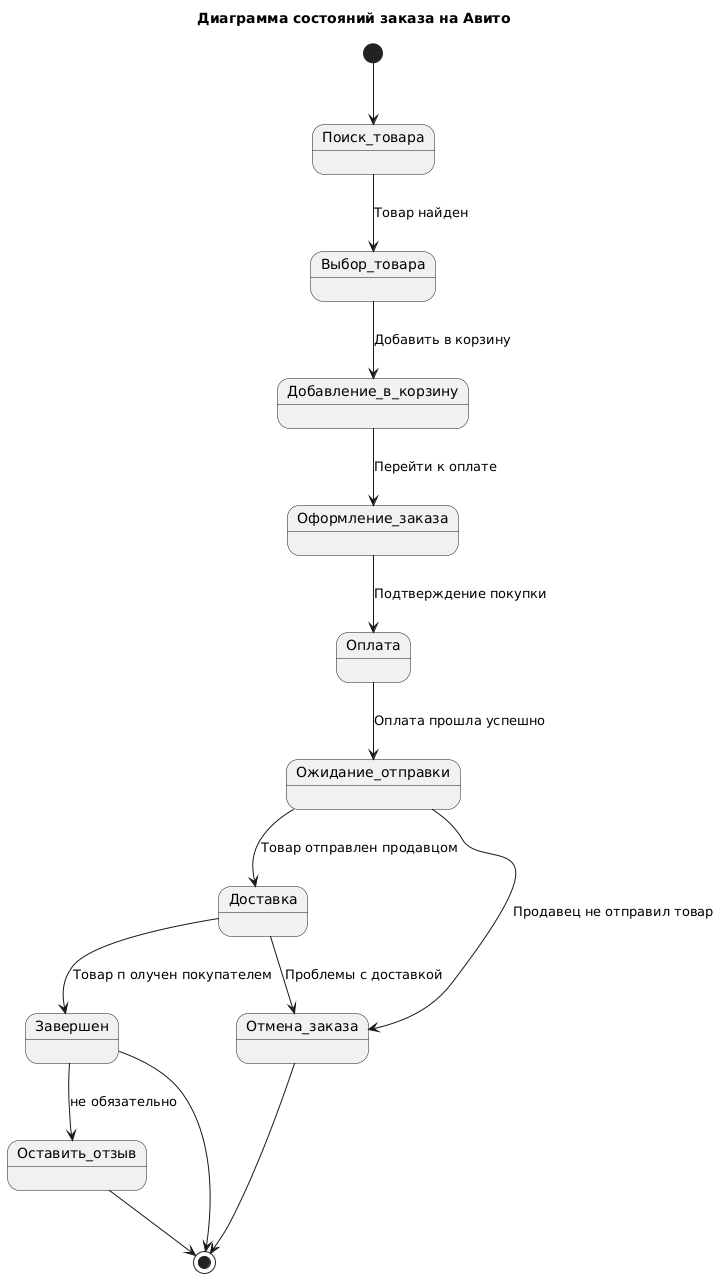 Диаграмма состояний заказа на Авито
Поиск_товара
Товар найден
Выбор_товара
Добавить в корзину
Добавление_в_корзину
Перейти к оплате
Оформление_заказа
Подтверждение покупки
Оплата
Оплата прошла успешно
Ожидание_отправки
Товар отправлен продавцом
Доставка
Продавец не отправил товар
Товар п олучен покупателем
Проблемы с доставкой
Завершен
Отмена_заказа
не обязательно
Оставить_отзыв